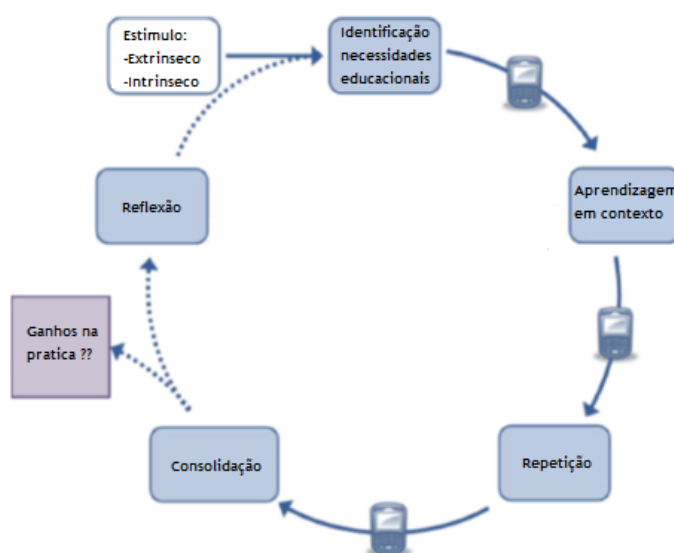 Estimulo:
-Extrinseco
-Intrinseco
Identificação
necessidades
educacionais
Aprendizagem
em contexto
Repetição
Consolidação
Ganhos na
pratica ??
Reflexão